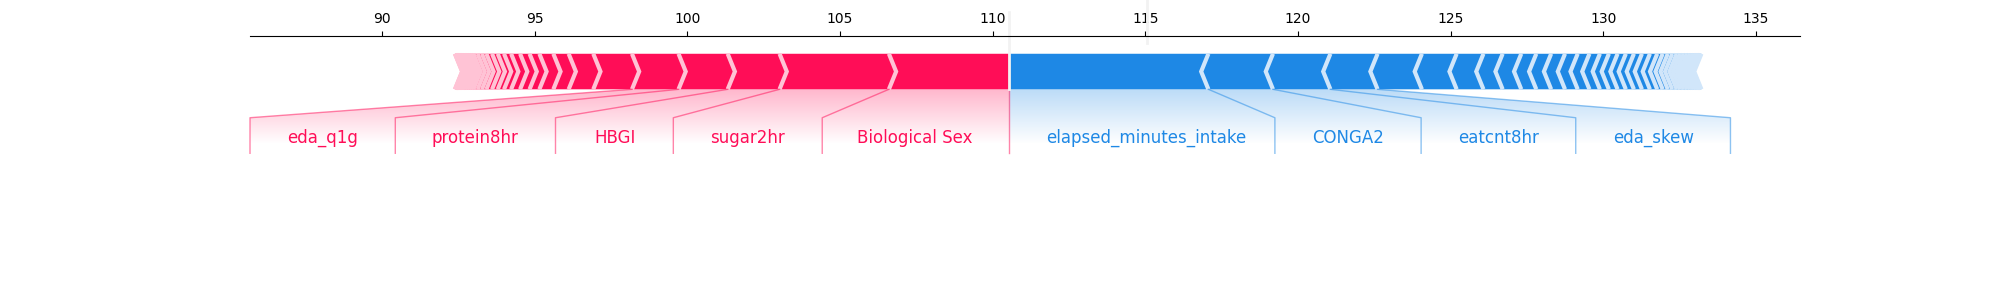 90 95 100 105 110 115 120 125 130 135
eda_q1g protein8hr HBGI sugar2hr Biological Sex elapsed_minutes_intake CONGA2 eatcnt8hr eda_skew